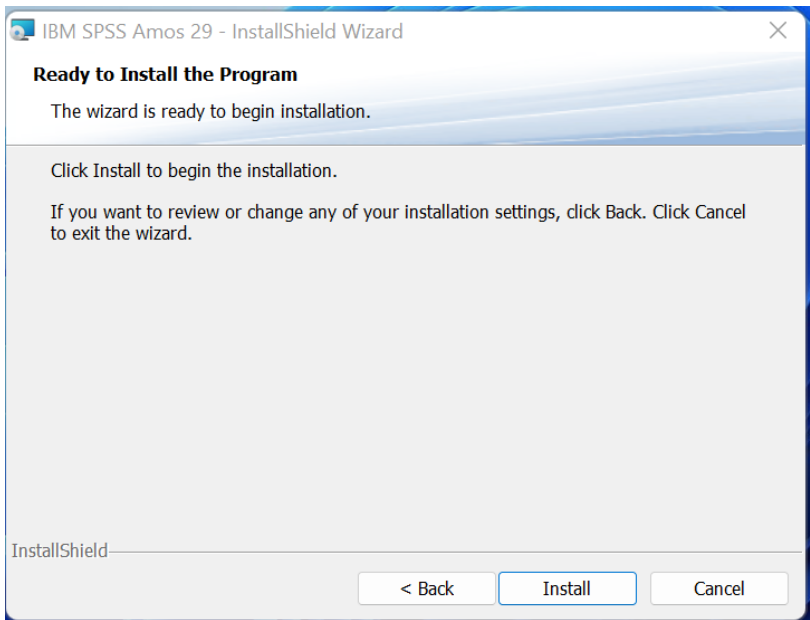 IBM SPSS Amos 29 - InstallShield Wizard
Ready to Install the Program
The wizard is ready to begin installation.
Click Install to begin the installation.
If you want to review or change any of your installation settings, click Back. Click Cancel
to exit the wizard.
InstallShield
< Back
Install
Cancel